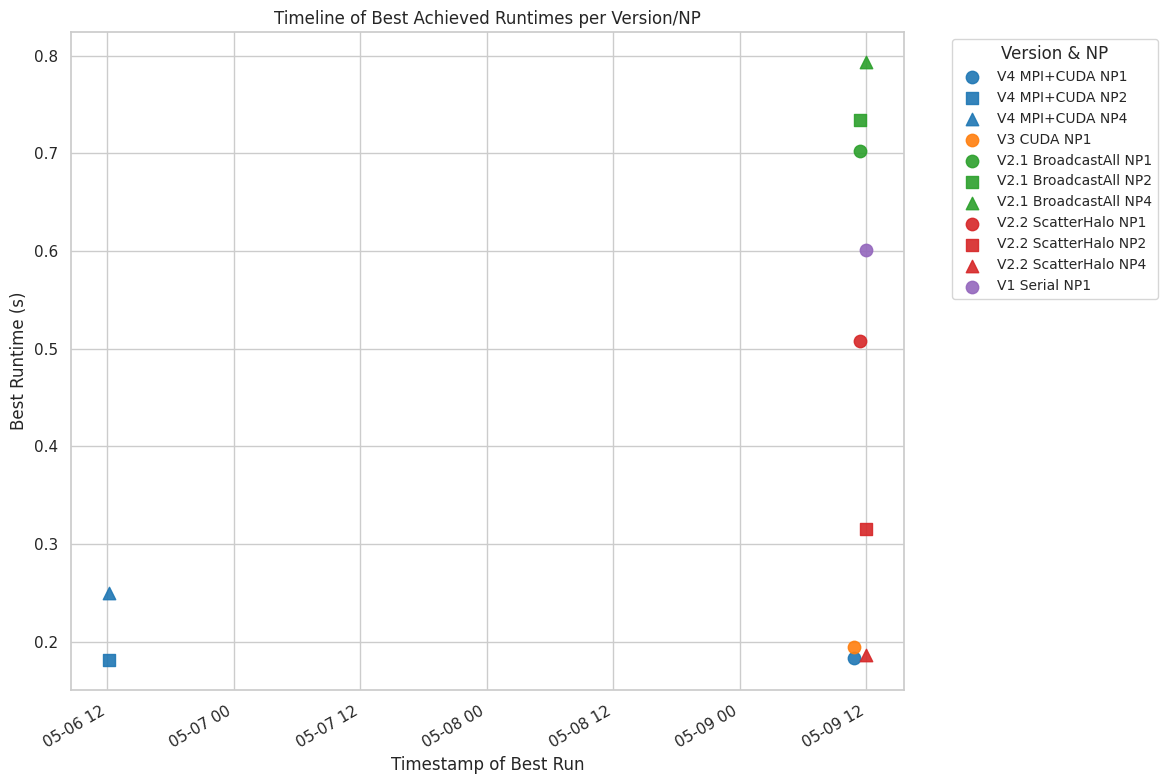 Timeline of Best Achieved Runtimes per Version/NP
Version & NP
V4 MPI+CUDA NP1
V4 MPI+CUDA NP2
V4 MPI+CUDA NP4
V3 CUDA NP1
V2.1 BroadcastAll NP1
V2.1 BroadcastAll NP2
V2.1 BroadcastAll NP4
V2.2 ScatterHalo NP1
V2.2 ScatterHalo NP2
V2.2 ScatterHalo NP4
V1 Serial NP1
Best Runtime (s)
0.8
0.7
0.6
0.5
0.4
0.3
0.2
05-06 12
05-07 00
05-07 12
05-08 00
05-08 12
05-09 00
05-09 12
Timestamp of Best Run